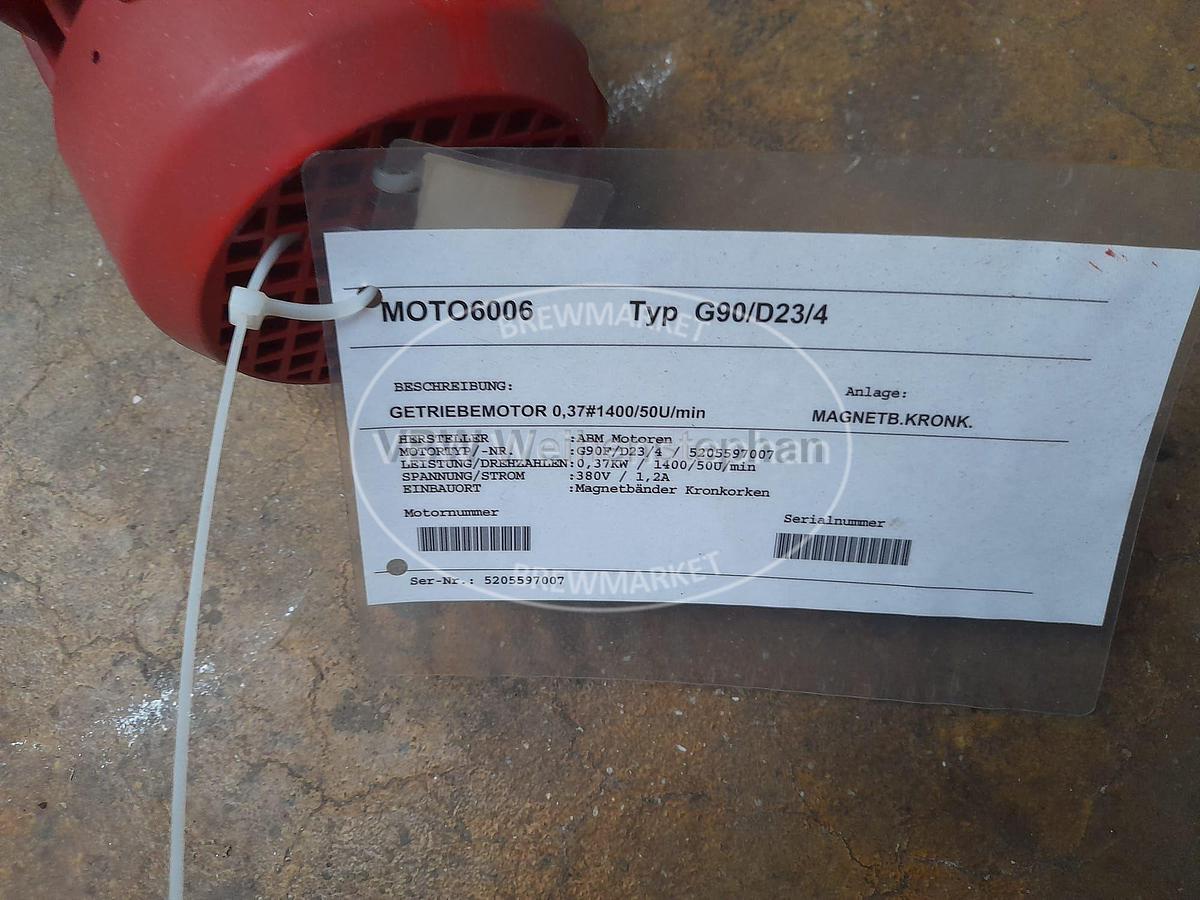 MOTO6006 Typ G90/D23/4
BREWMARKET
BESCHREIBUNG: Anlage:
GETRIEBEMOTOR 0,37#1400/50U/min MAGNETB.KRONK.
VBW Weihenstephan
HERSTELLER :ABM Motoren
MOTORTYP/-NR. :G90F/D23/4 / 5205597007
LEISTUNG/DREHZAHLEN:0,37KW / 1400/50U/min
SPANNUNG/STROM :380V / 1,2A
EINBAUORT :Magnetbänder Kronkorken
Motornummer Serialnummer
BREWMARKET
Ser-Nr.: 5205597007